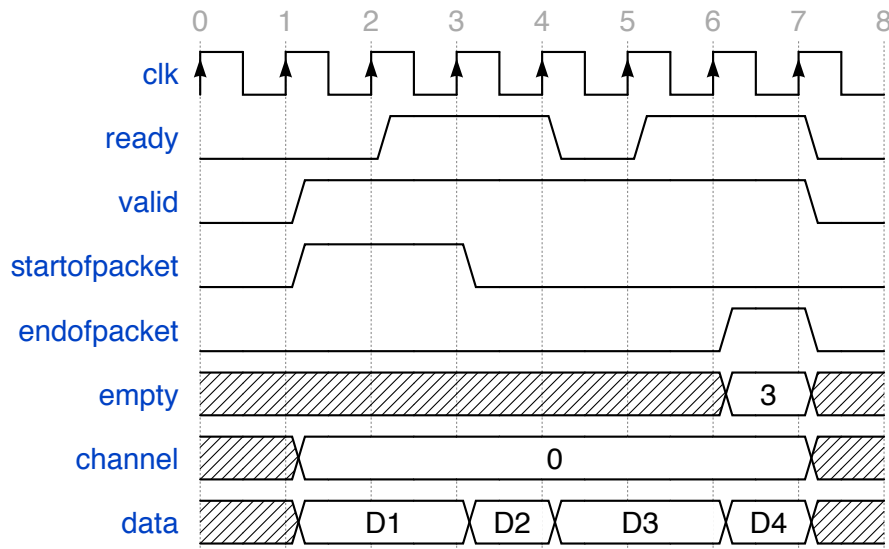 0 1 2 3 4 5 6 7 8
clk
ready
valid
startofpacket
endofpacket
empty 3
channel 0
data D1 D2 D3 D4